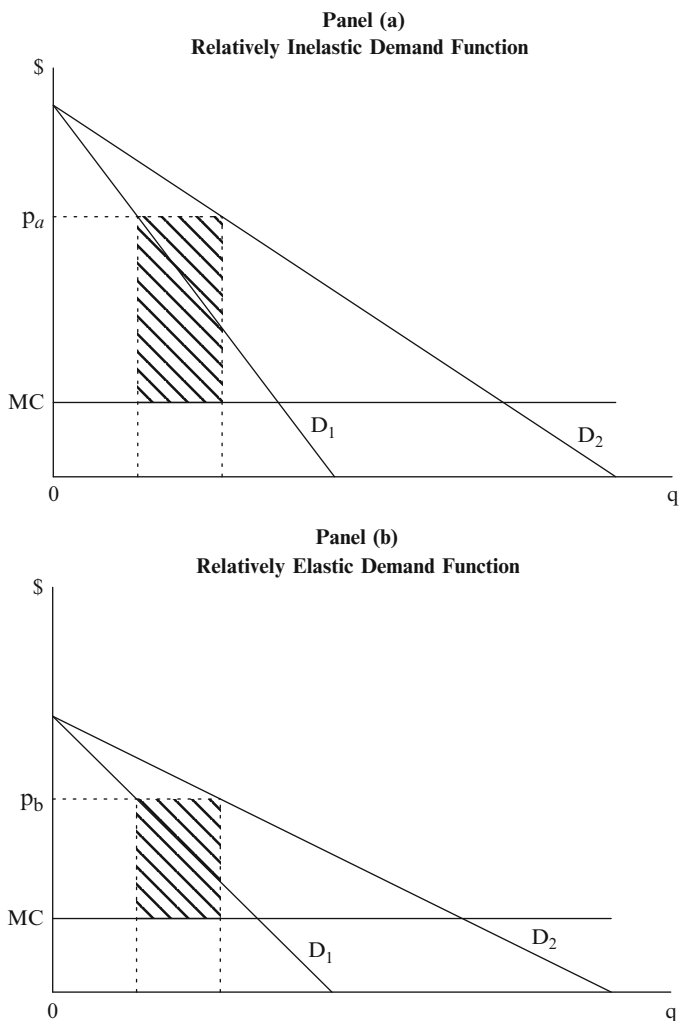 Panel (a)
Relatively Inelastic Demand Function
$
pₐ
MC
D₁
D₂
0
q
Panel (b)
Relatively Elastic Demand Function
$
p_b
MC
D₁
D₂
0
q